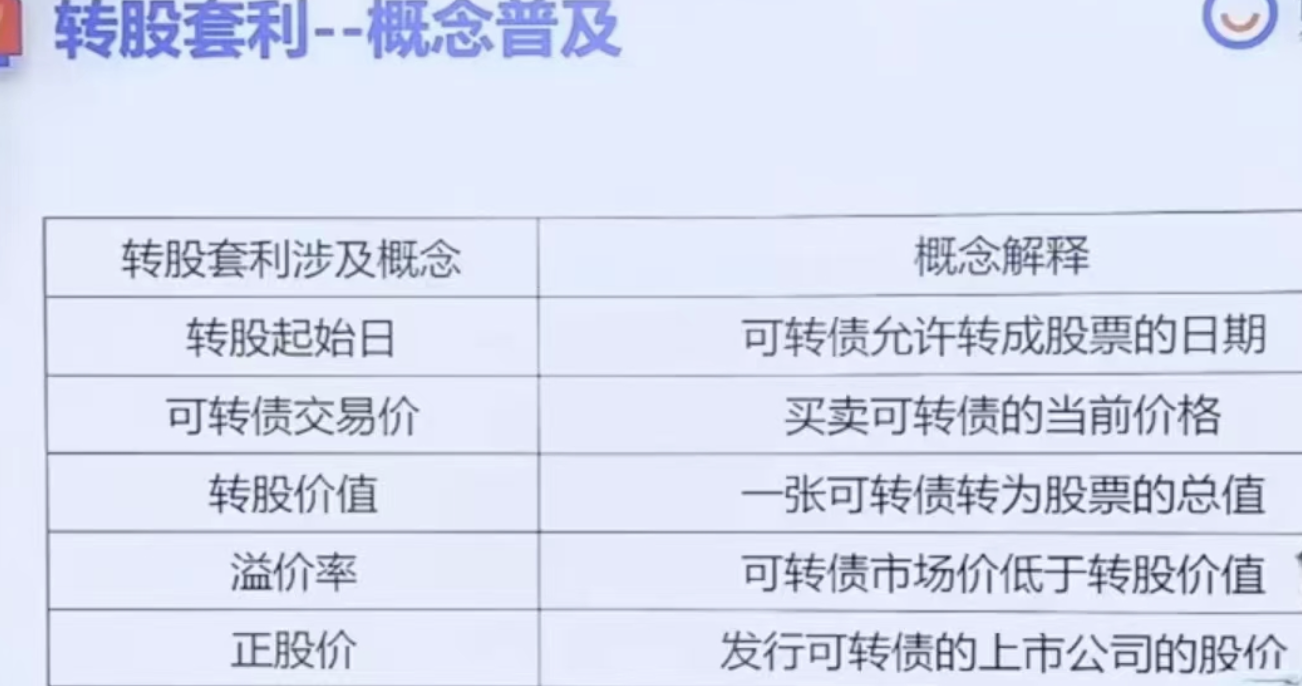 转股套利--概念普及
转股套利涉及概念 概念解释
转股起始日 可转债允许转成股票的日期
可转债交易价 买卖可转债的当前价格
转股价值 一张可转债转为股票的总值
溢价率 可转债市场价低于转股价值
正股价 发行可转债的上市公司的股价